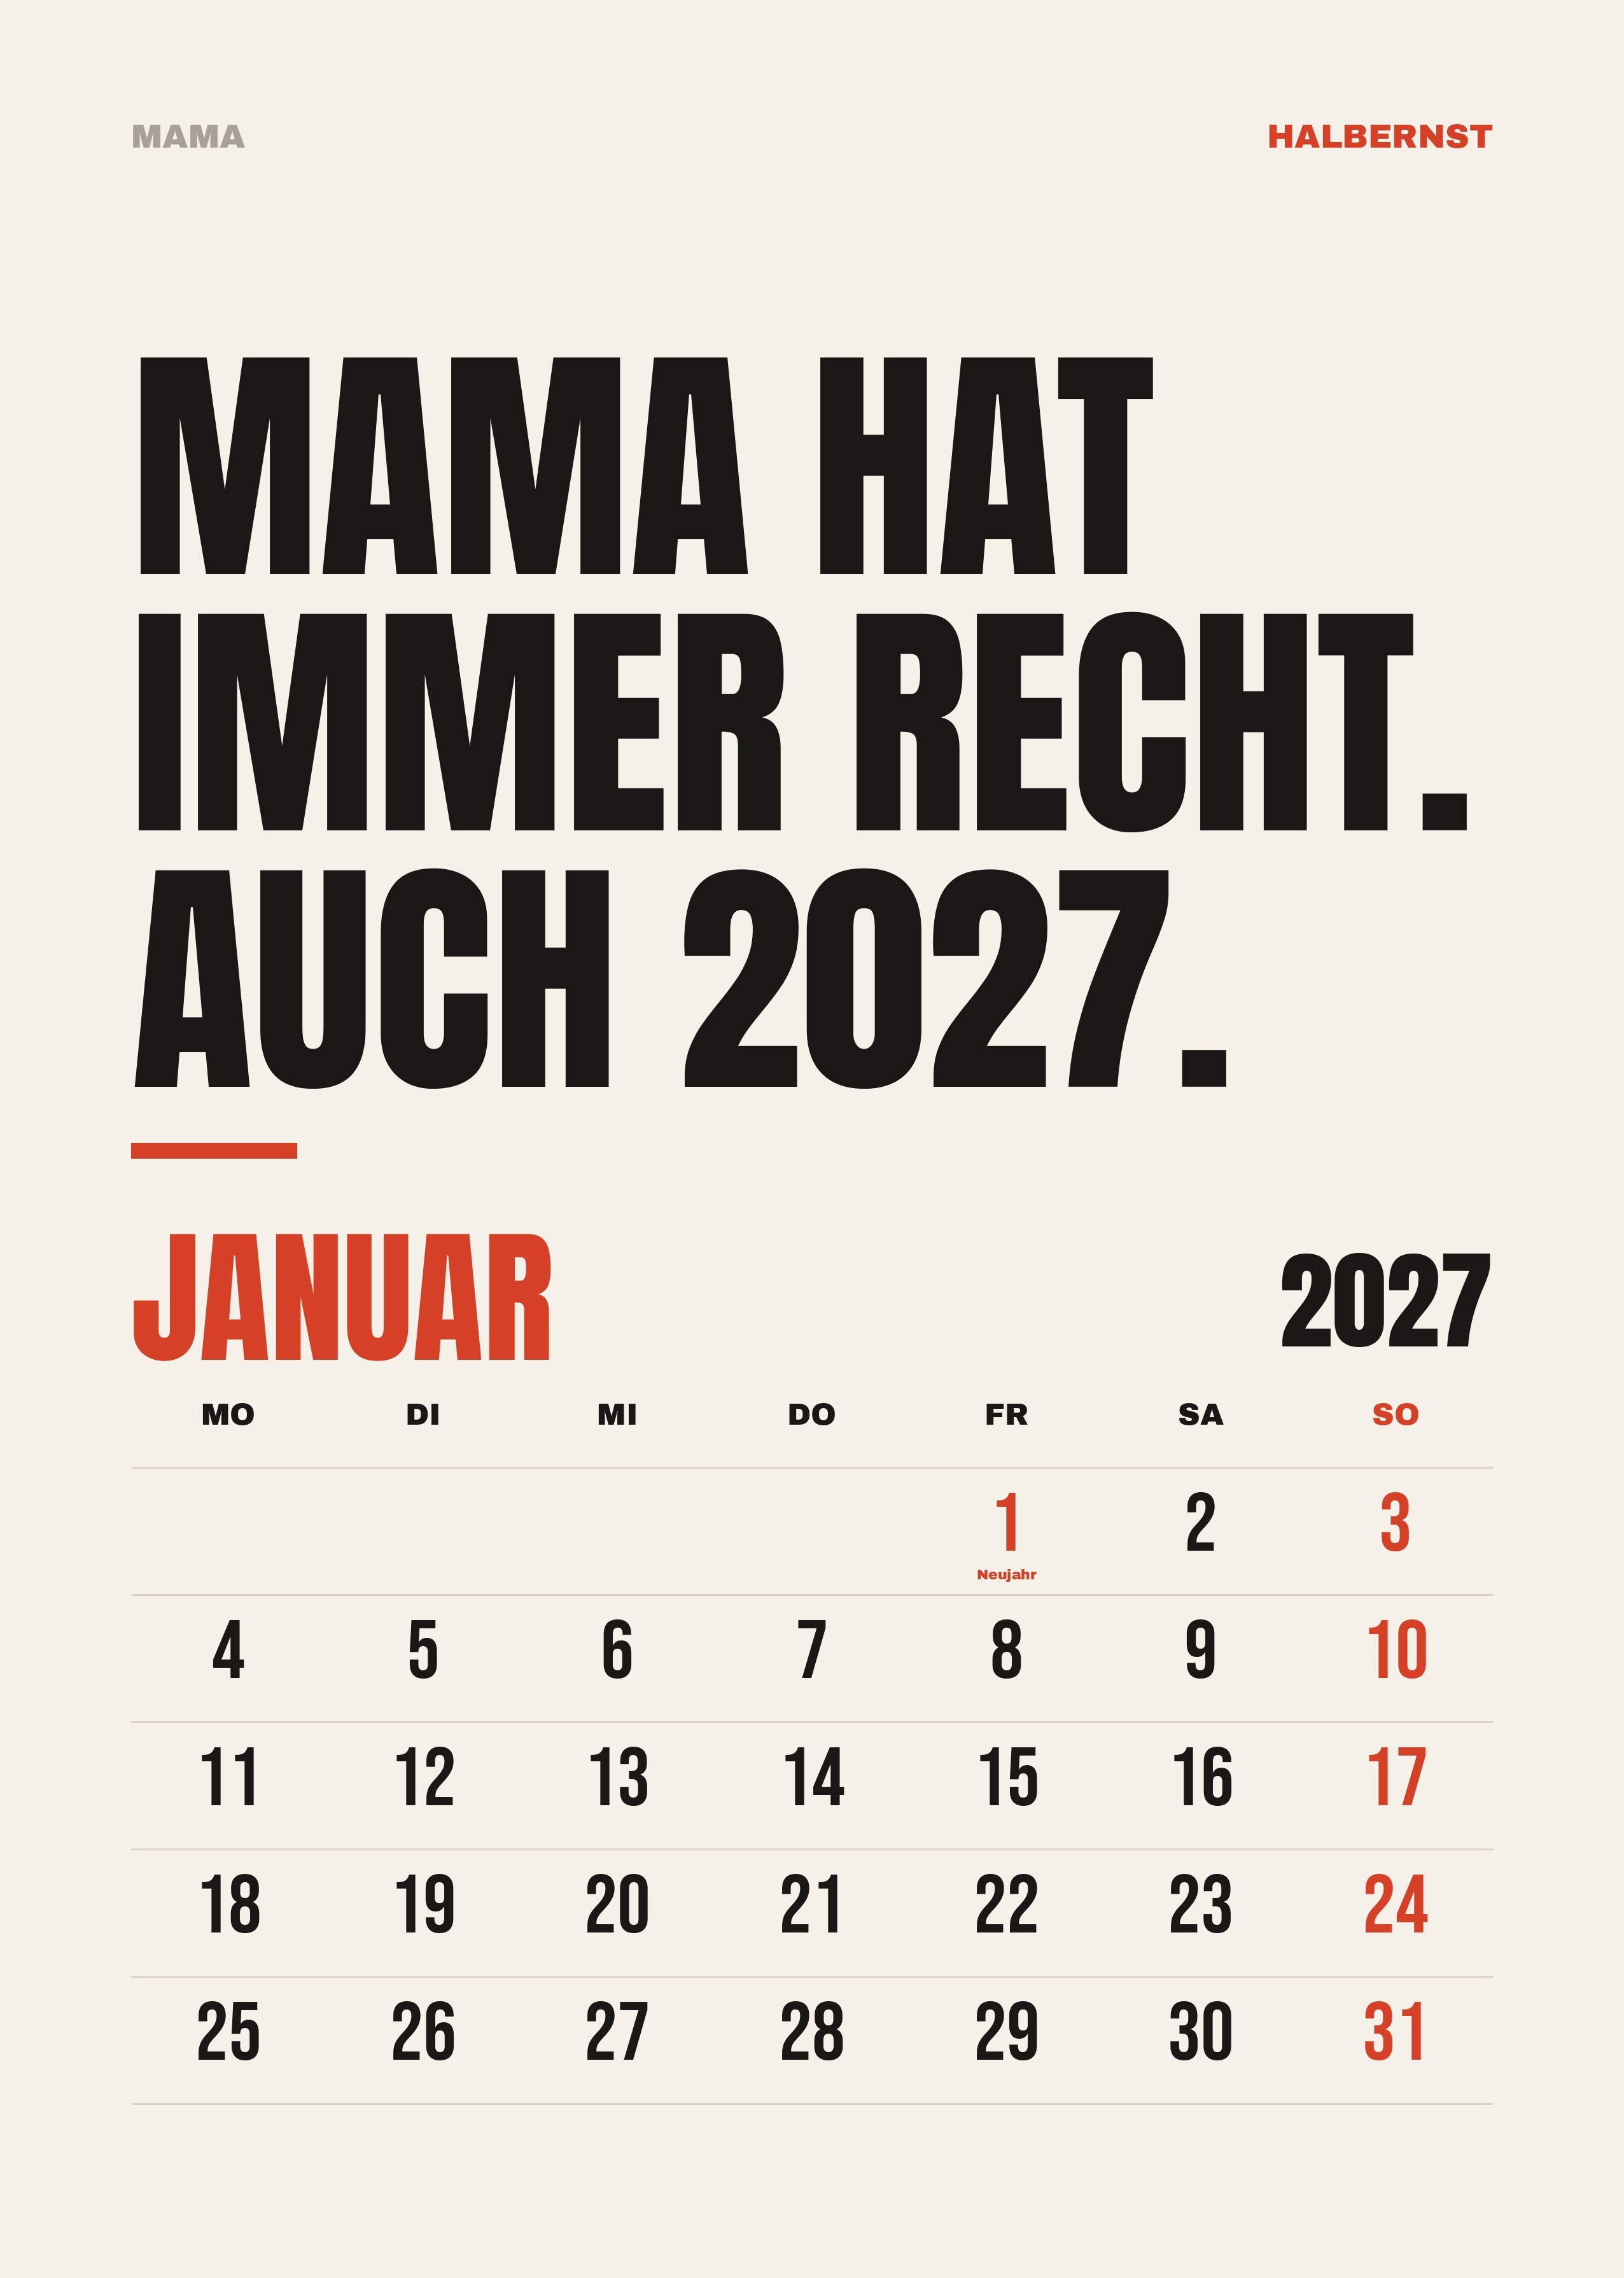 MAMA HALBERNST
MAMA HAT
IMMER RECHT.
AUCH 2027.
JANUAR 2027
MO DI MI DO FR SA SO
1 2 3
Neujahr
4 5 6 7 8 9 10
11 12 13 14 15 16 17
18 19 20 21 22 23 24
25 26 27 28 29 30 31